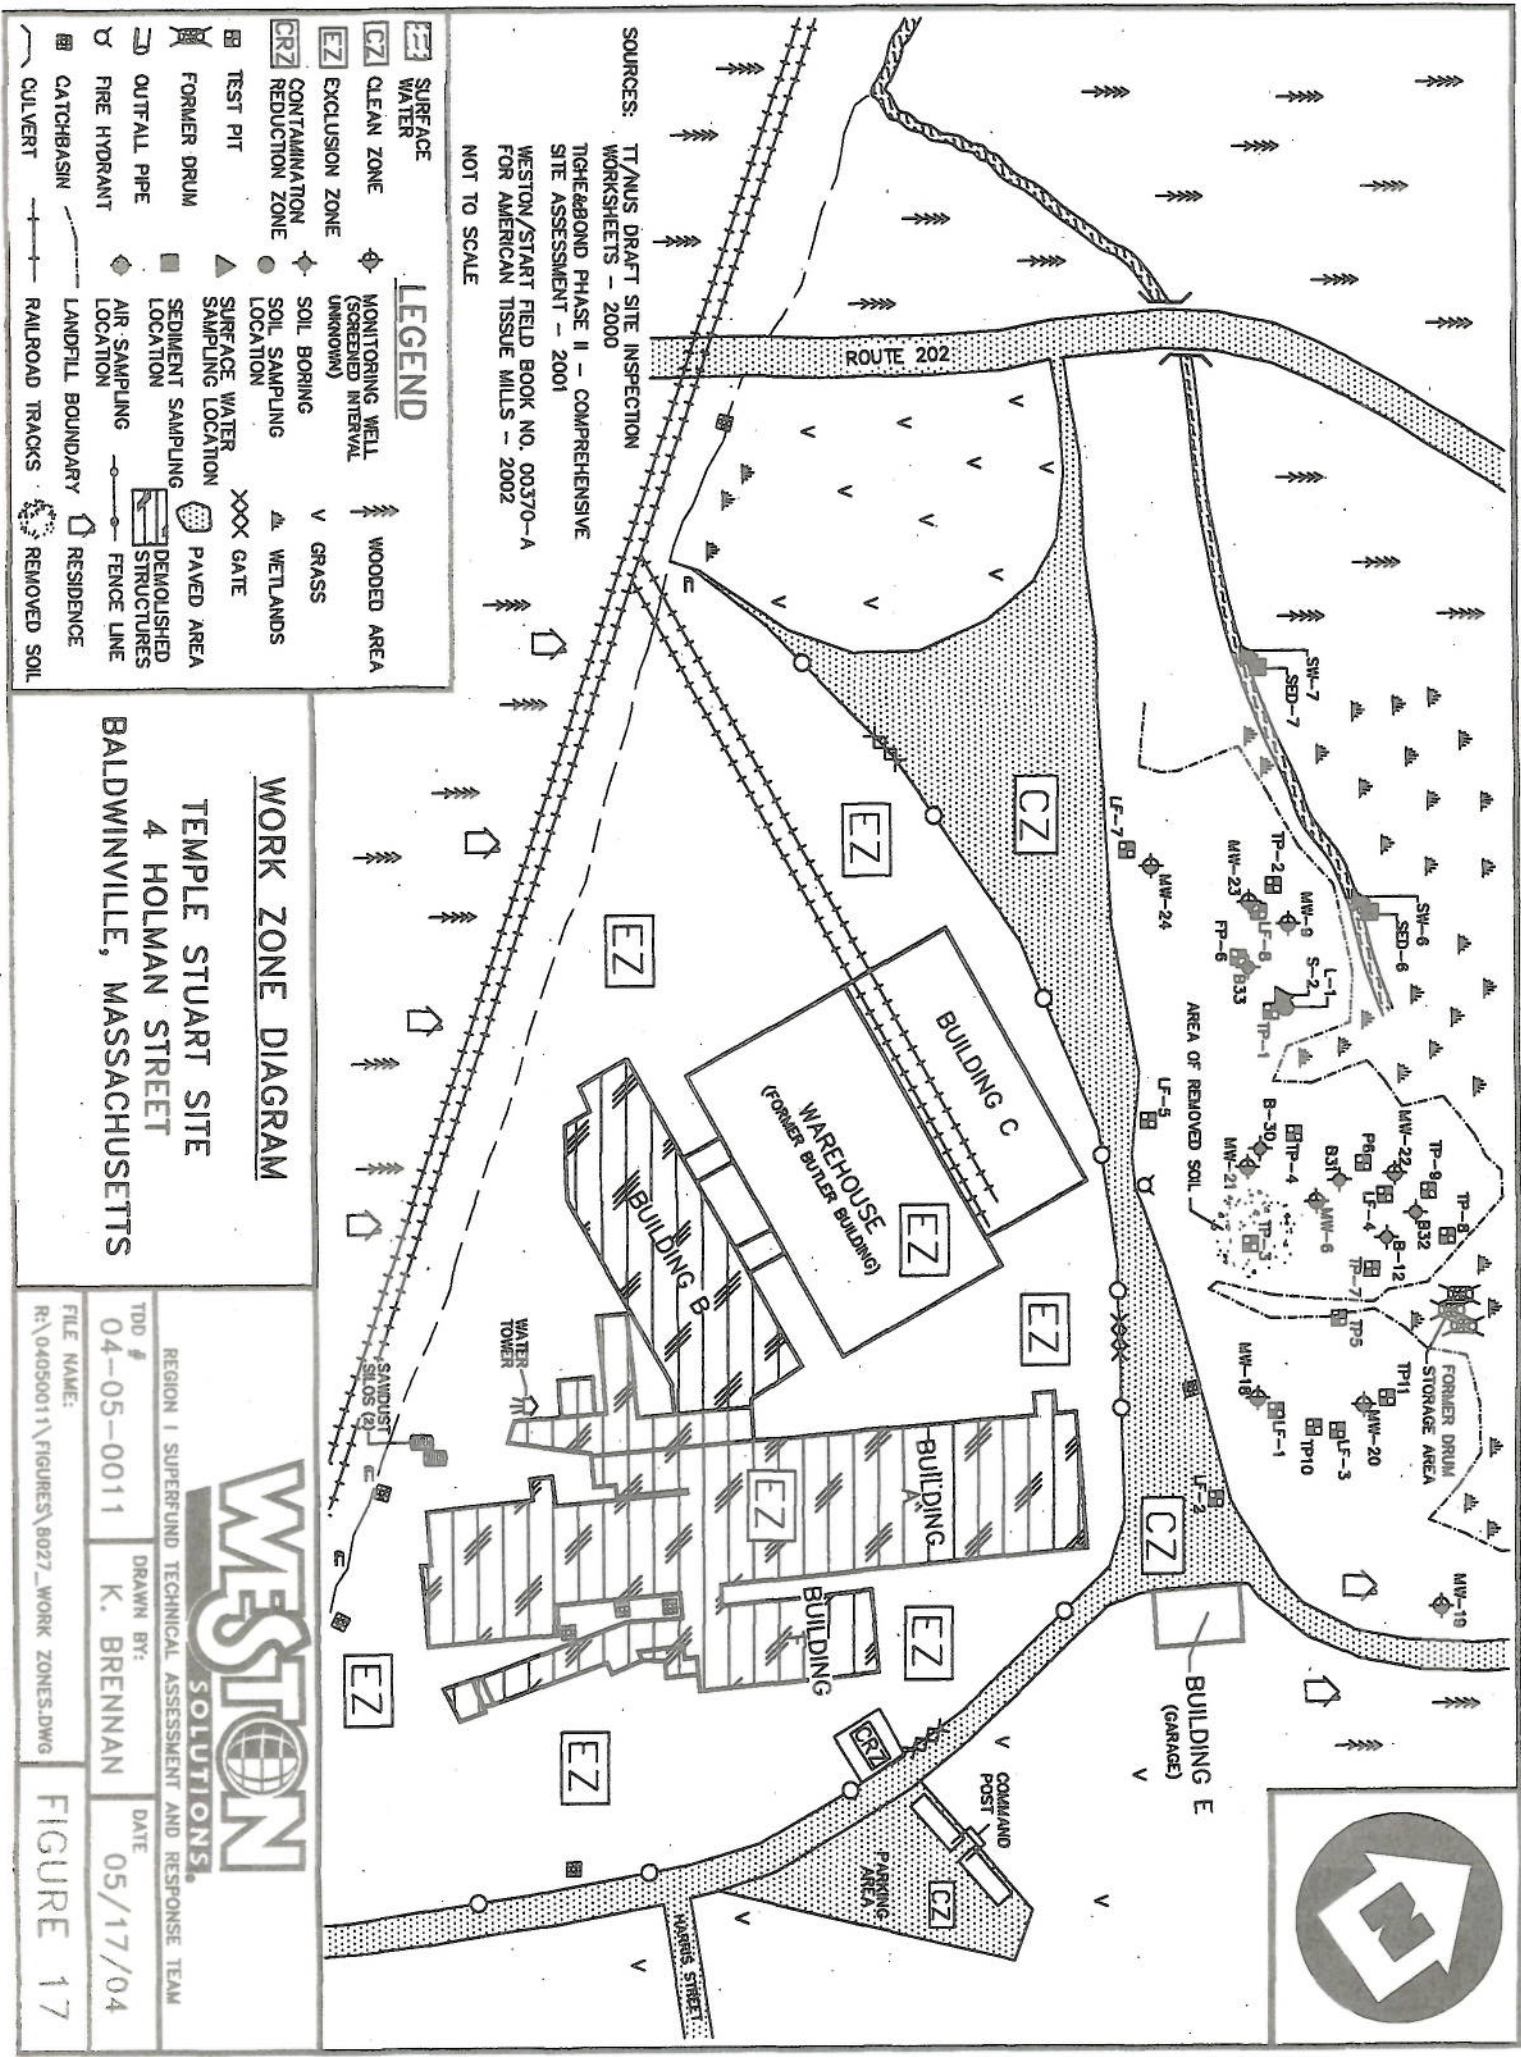 SOURCES:
TT/NUS DRAFT SITE INSPECTION
WORKSHEETS – 2000
TIGHE&BOND PHASE II – COMPREHENSIVE
SITE ASSESSMENT – 2001
WESTON/START FIELD BOOK NO. 00370–A
FOR AMERICAN TISSUE MILLS – 2002
NOT TO SCALE
ROUTE 202
SW–7
SED–7
SW–6
SED–6
LF–7
MW–24
TP–2
MW–23
MW–9
LF–8
FP–6
B33
L–1
S–2
TP–1
AREA OF REMOVED SOIL
LF–5
B–30
MW–21
TP–4
TP–3
B31
MW–6
P6
MW–22
LF–4
TP–9
B32
B–12
TP–8
TP–7
TP5
FORMER DRUM
STORAGE AREA
TP11
MW–20
LF–3
TP10
LF–1
MW–18
LF–2
MW–19
CZ
EZ
EZ
BUILDING C
WAREHOUSE
(FORMER BUTLER BUILDING)
EZ
EZ
BUILDING B
WATER
TOWER
SAWDUST
SILOS (2)
BUILDING
A
EZ
BUILDING
F
EZ
CZ
BUILDING E
(GARAGE)
EZ
EZ
CRZ
COMMAND
POST
PARKING
AREA
CZ
HARRIS STREET
N
LEGEND
SURFACE
WATER
CZ CLEAN ZONE
EZ EXCLUSION ZONE
CRZ CONTAMINATION
REDUCTION ZONE
TEST PIT
FORMER DRUM
OUTFALL PIPE
FIRE HYDRANT
CATCHBASIN
CULVERT
MONITORING WELL
(SCREENED INTERVAL
UNKNOWN)
SOIL BORING
SOIL SAMPLING
LOCATION
SURFACE WATER
SAMPLING LOCATION
SEDIMENT SAMPLING
LOCATION
AIR SAMPLING
LOCATION
LANDFILL BOUNDARY
RAILROAD TRACKS
WOODED AREA
GRASS
WETLANDS
GATE
PAVED AREA
DEMOLISHED
STRUCTURES
FENCE LINE
RESIDENCE
REMOVED SOIL
WORK ZONE DIAGRAM
TEMPLE STUART SITE
4 HOLMAN STREET
BALDWINVILLE, MASSACHUSETTS
WESTON
SOLUTIONS®
REGION I SUPERFUND TECHNICAL ASSESSMENT AND RESPONSE TEAM
TDD #
04–05–0011
DRAWN BY:
K. BRENNAN
DATE
05/17/04
FILE NAME:
R:\04050011\FIGURES\8027_WORK ZONES.DWG
FIGURE 17